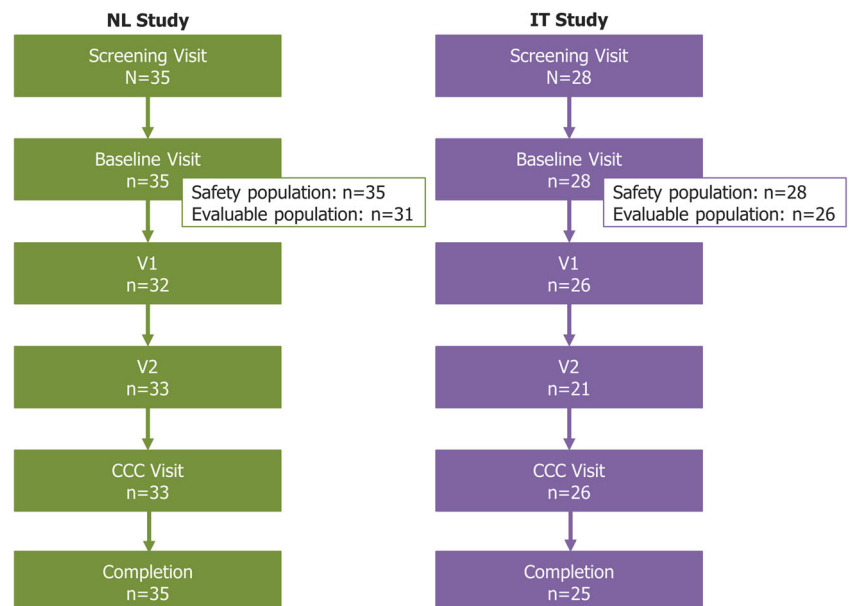 NL Study
Screening Visit
N=35
Baseline Visit
n=35
Safety population: n=35
Evaluable population: n=31
V1
n=32
V2
n=33
CCC Visit
n=33
Completion
n=35
IT Study
Screening Visit
N=28
Baseline Visit
n=28
Safety population: n=28
Evaluable population: n=26
V1
n=26
V2
n=21
CCC Visit
n=26
Completion
n=25